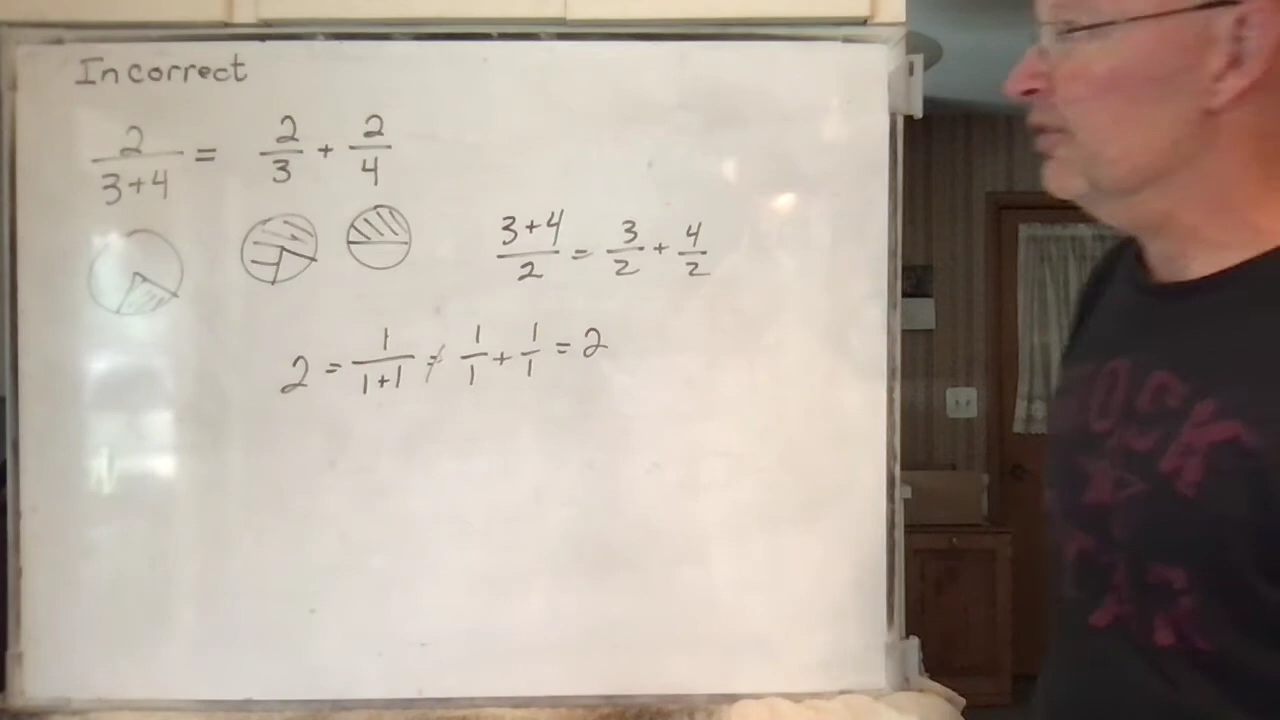 Incorrect
2/(3+4) = 2/3 + 2/4
(3+4)/2 = 3/2 + 4/2
2 = 1/(1+1) ≠ 1/1 + 1/1 = 2